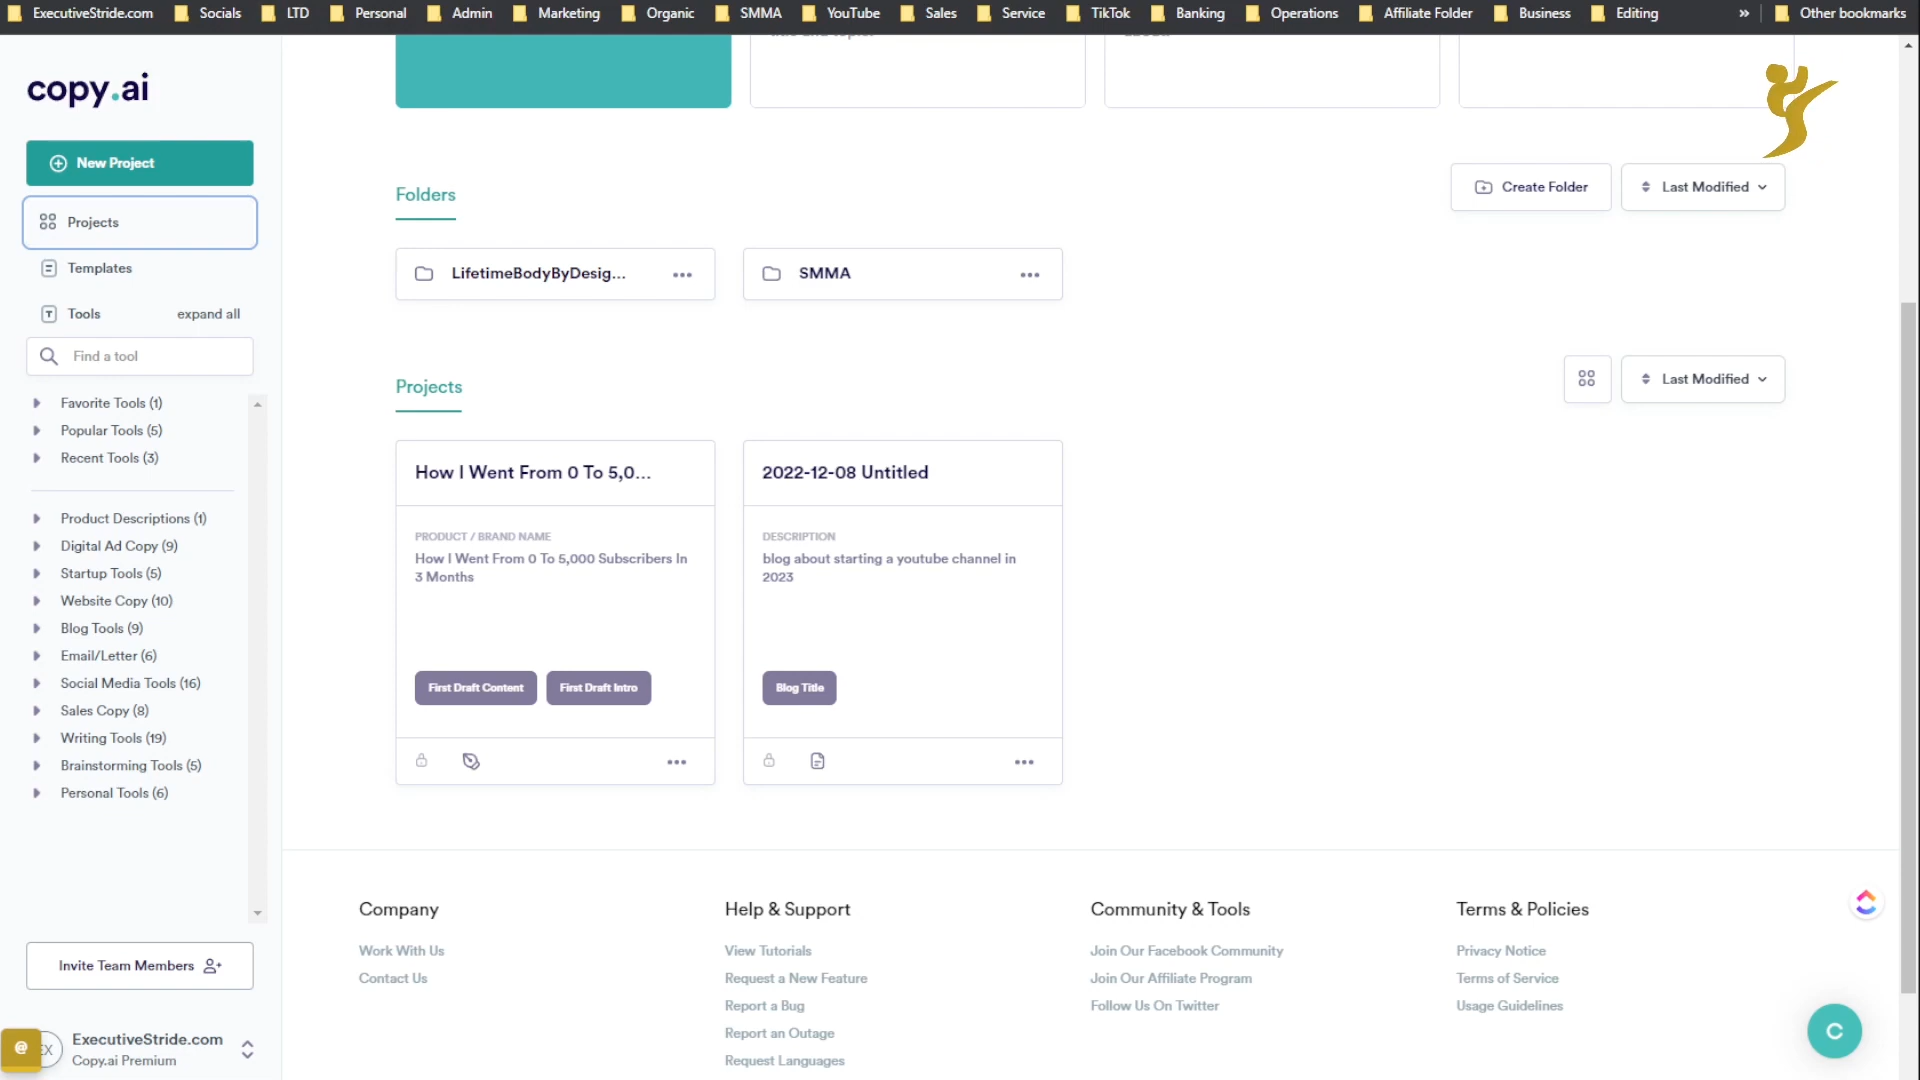 ExecutiveStride.com Socials LTD Personal Admin Marketing Organic SMMA YouTube Sales Service TikTok Banking Operations Affiliate Folder Business Editing » Other bookmarks
copy.ai
New Project
Projects
Templates
Tools expand all
Find a tool
Favorite Tools (1)
Popular Tools (5)
Recent Tools (3)
Product Descriptions (1)
Digital Ad Copy (9)
Startup Tools (5)
Website Copy (10)
Blog Tools (9)
Email/Letter (6)
Social Media Tools (16)
Sales Copy (8)
Writing Tools (19)
Brainstorming Tools (5)
Personal Tools (6)
Invite Team Members
@ EX
ExecutiveStride.com
Copy.ai Premium
Folders
Create Folder
Last Modified
LifetimeBodyByDesig...
SMMA
Projects
Last Modified
How I Went From 0 To 5,0...
PRODUCT / BRAND NAME
How I Went From 0 To 5,000 Subscribers In
3 Months
First Draft Content First Draft Intro
2022-12-08 Untitled
DESCRIPTION
blog about starting a youtube channel in
2023
Blog Title
Company
Work With Us
Contact Us
Help & Support
View Tutorials
Request a New Feature
Report a Bug
Report an Outage
Request Languages
Community & Tools
Join Our Facebook Community
Join Our Affiliate Program
Follow Us On Twitter
Terms & Policies
Privacy Notice
Terms of Service
Usage Guidelines
C